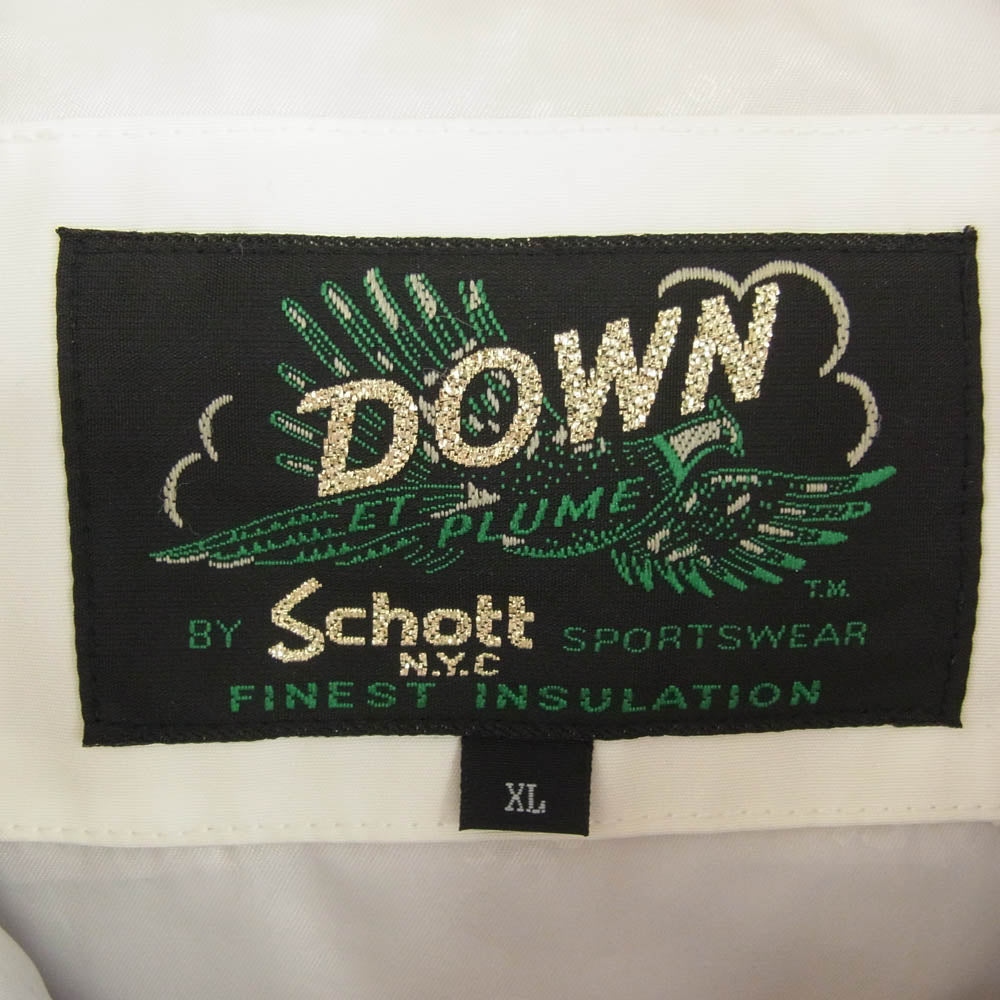 DOWN
ET PLUME
T.M.
BY Schott SPORTSWEAR
N.Y.C
FINEST INSULATION
XL